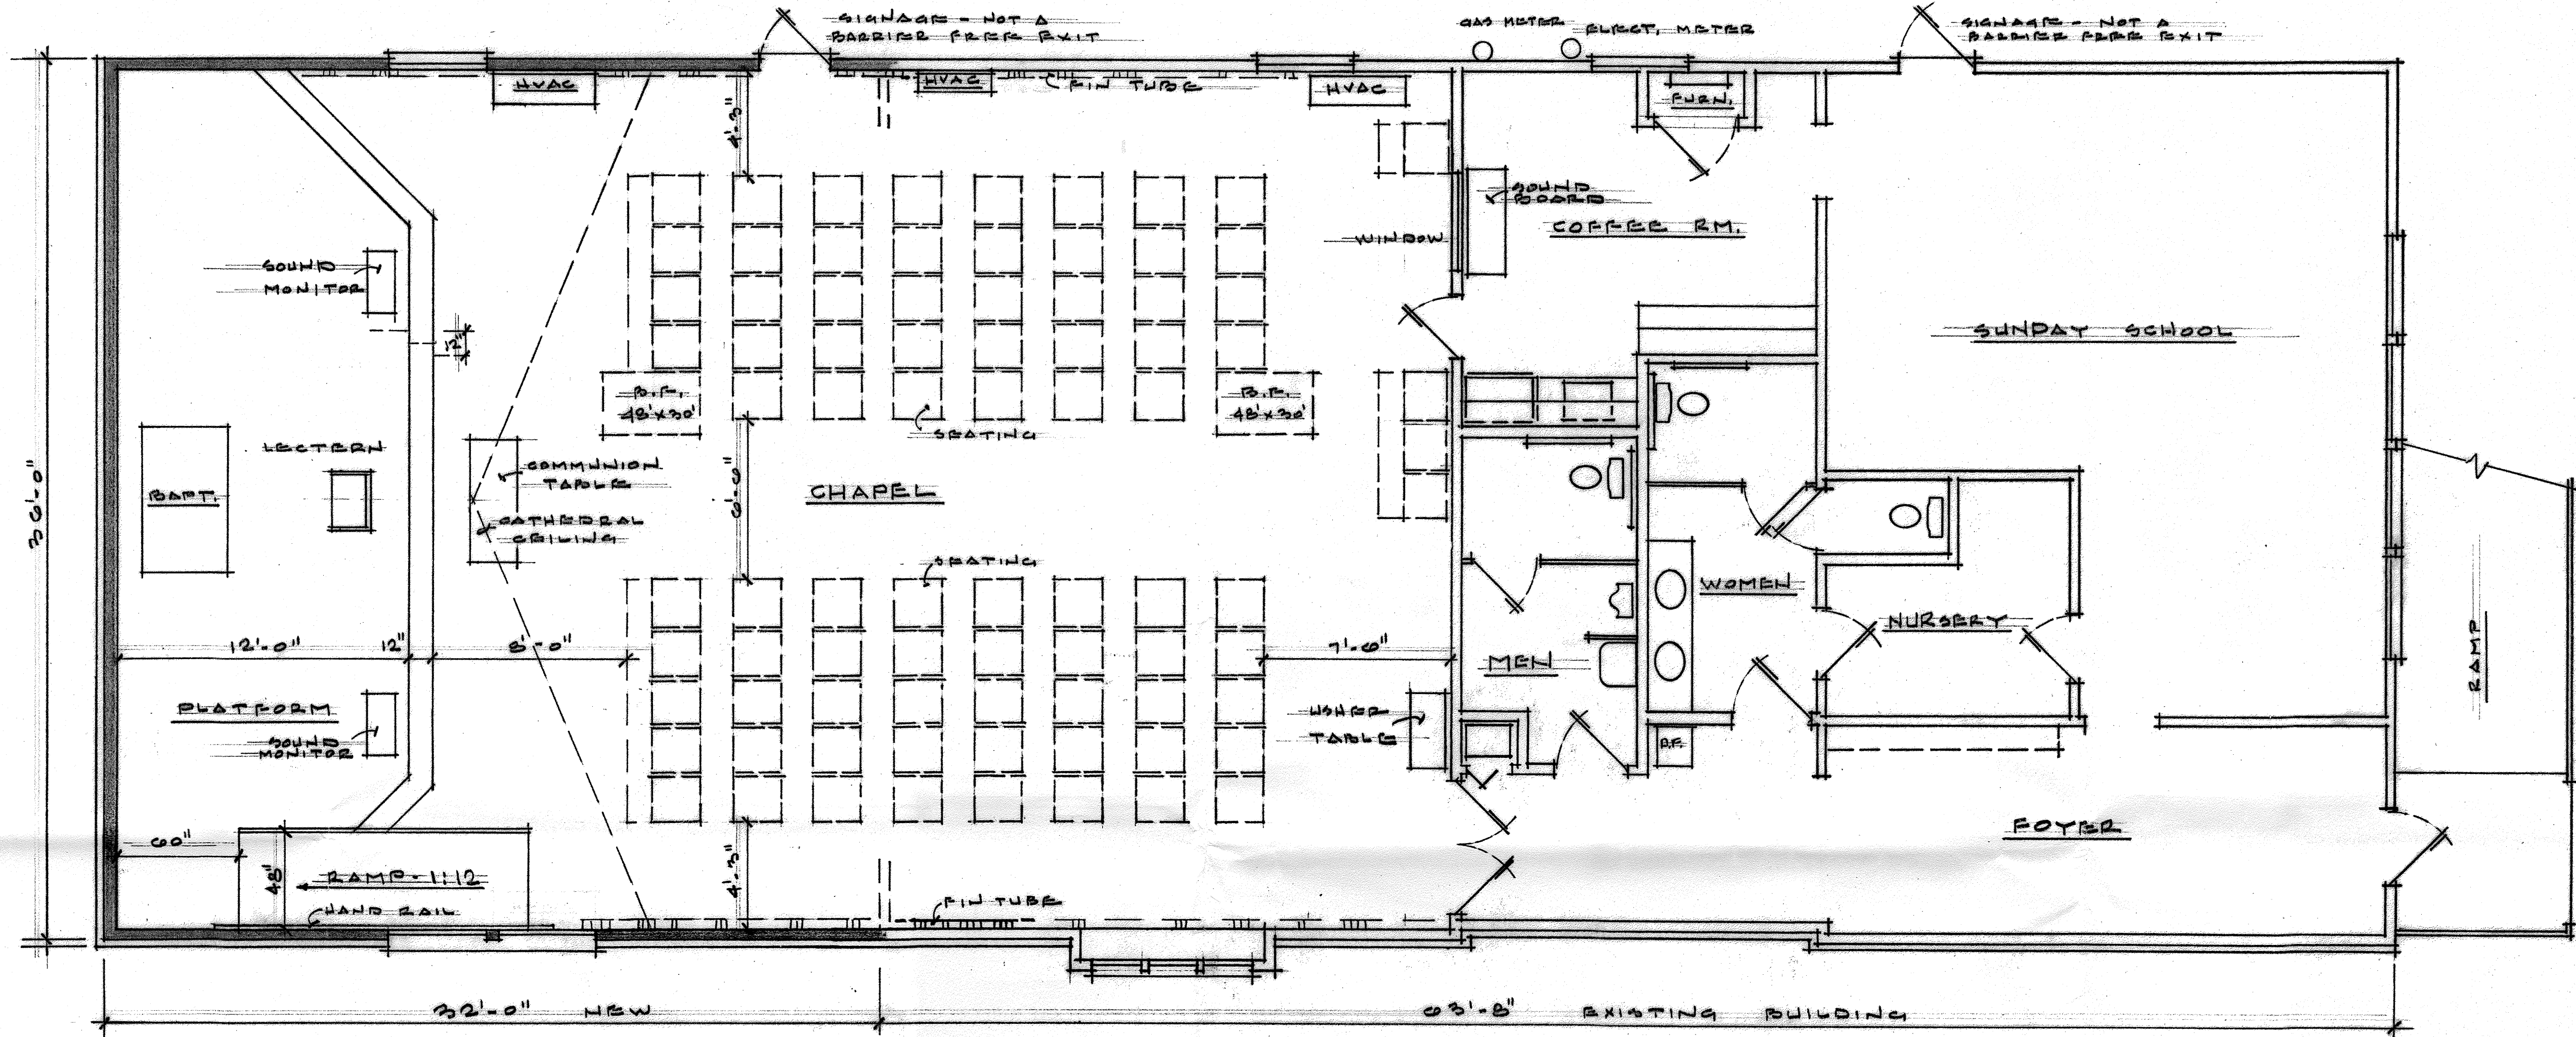 SIGNAGE - NOT A
BARRIER FREE EXIT
GAS METER
ELECT. METER
SIGNAGE - NOT A
BARRIER FREE EXIT
HVAC
HVAC
FIN TUBE
HVAC
FURN.
4'-3"
SOUND
BOARD
COFFEE RM.
WINDOW
SOUND
MONITOR
12"
SUNDAY SCHOOL
B.F.
48"x30"
B.F.
48"x30"
SEATING
LECTERN
COMMUNION
TABLE
BAPT.
6'-0"
CHAPEL
36'-0"
CATHEDRAL
CEILING
SEATING
WOMEN
NURSERY
12'-0"
12"
8'-0"
7'-6"
MEN
RAMP
PLATFORM
USHER
TABLE
SOUND
MONITOR
D.F.
FOYER
60"
48"
RAMP - 1:12
4'-3"
HAND RAIL
FIN TUBE
32'-0" NEW
63'-8" EXISTING BUILDING